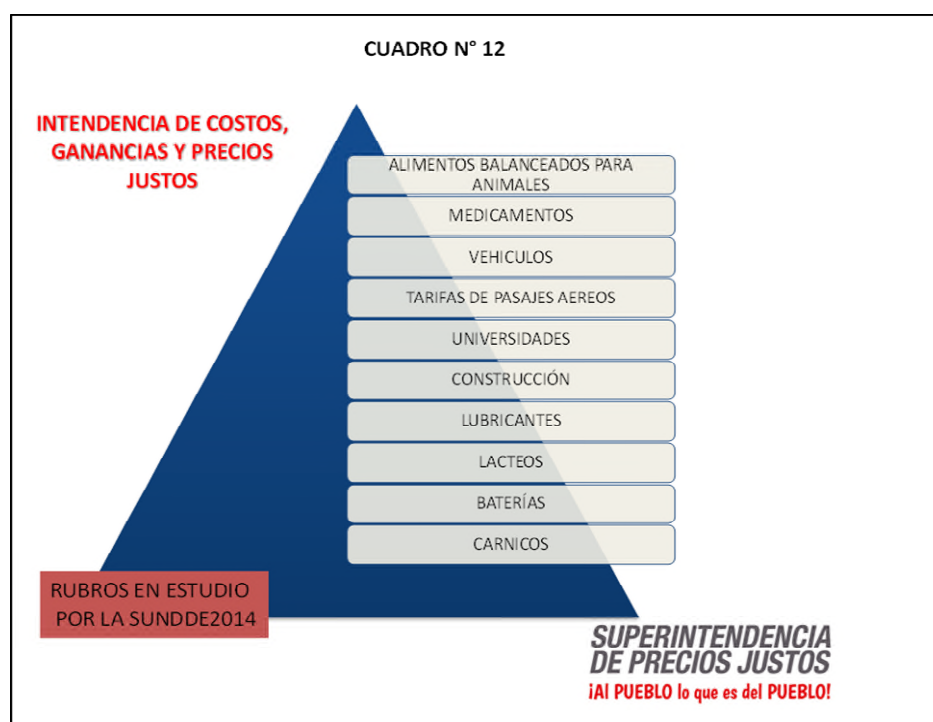 CUADRO N° 12
INTENDENCIA DE COSTOS,
GANANCIAS Y PRECIOS
JUSTOS
ALIMENTOS BALANCEADOS PARA
ANIMALES
MEDICAMENTOS
VEHICULOS
TARIFAS DE PASAJES AEREOS
UNIVERSIDADES
CONSTRUCCIÓN
LUBRICANTES
LACTEOS
BATERÍAS
CARNICOS
RUBROS EN ESTUDIO
POR LA SUNDDE2014
SUPERINTENDENCIA
DE PRECIOS JUSTOS
¡Al PUEBLO lo que es del PUEBLO!